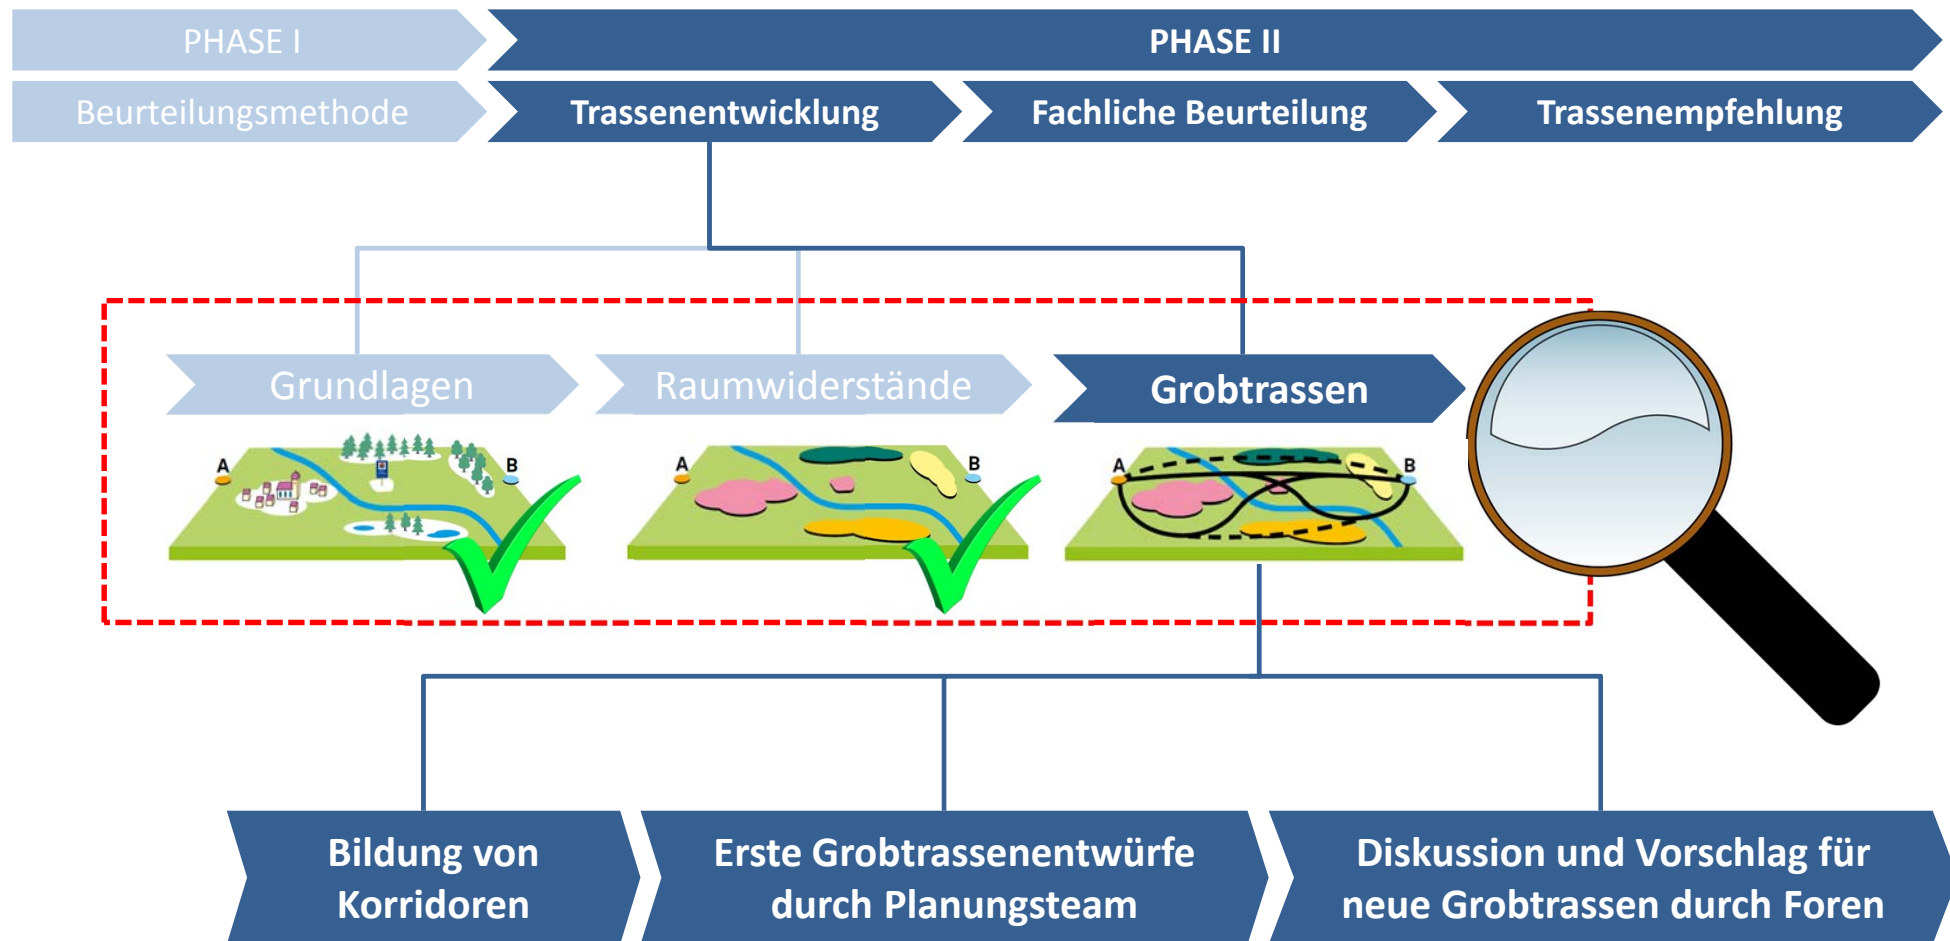 PHASE I
PHASE II
Beurteilungsmethode
Trassenentwicklung
Fachliche Beurteilung
Trassenempfehlung
Grundlagen
Raumwiderstände
Grobtrassen
A
B
A
B
A
B
Bildung von
Korridoren
Erste Grobtrassenentwürfe
durch Planungsteam
Diskussion und Vorschlag für
neue Grobtrassen durch Foren